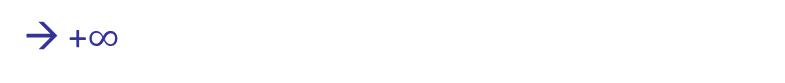 → +∞